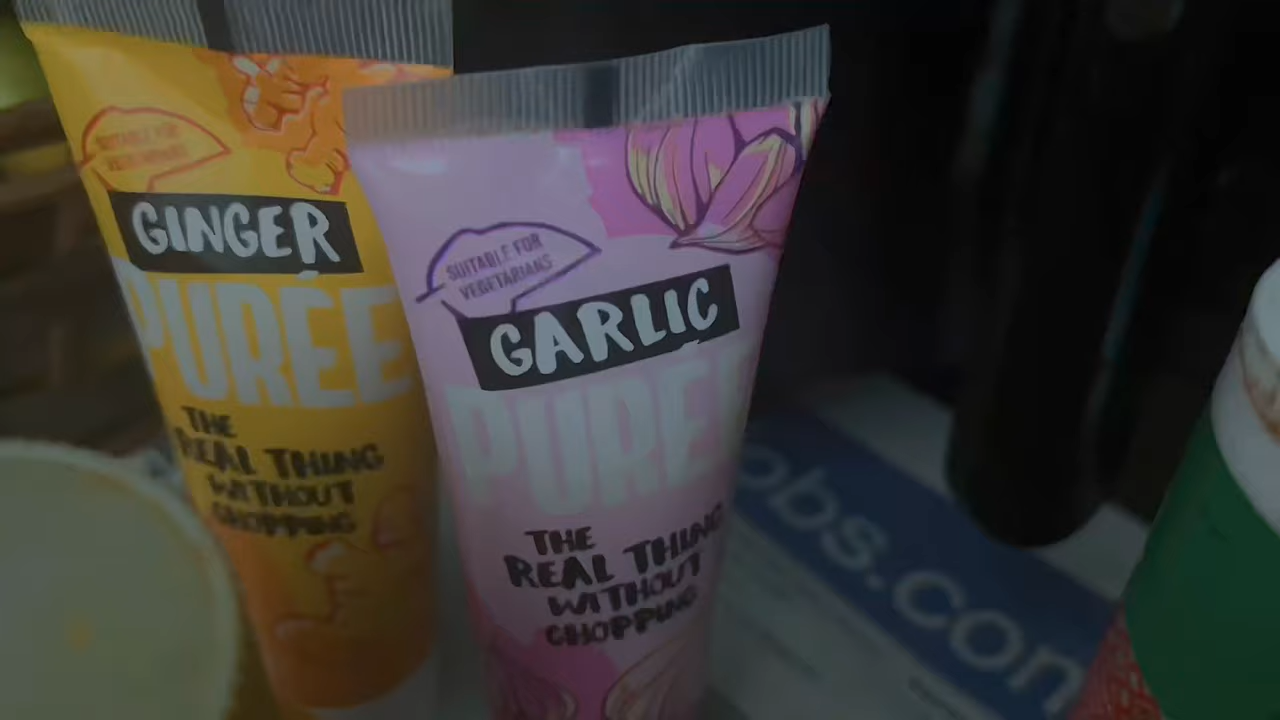 SUITABLE FOR
VEGETARIANS
GINGER
PURÉE
THE
REAL THING
WITHOUT
CHOPPING
SUITABLE FOR
VEGETARIANS
GARLIC
PURÉE
THE
REAL THING
WITHOUT
CHOPPING
obs.com